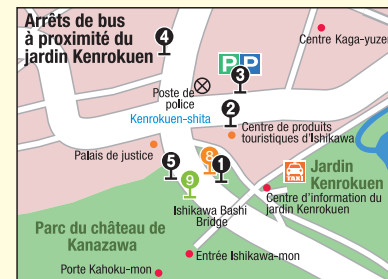 Arrêts de bus
à proximité du
jardin Kenrokuen
4
Centre Kaga-yuzen
P P
3
Poste de
police
Kenrokuen-shita
2
Centre de produits
touristiques d'Ishikawa
Palais de justice
5
8
1
9
TAXI
Jardin
Kenrokuen
Centre d'information du
jardin Kenrokuen
Ishikawa Bashi
Bridge
Parc du château de
Kanazawa
Entrée Ishikawa-mon
Porte Kahoku-mon